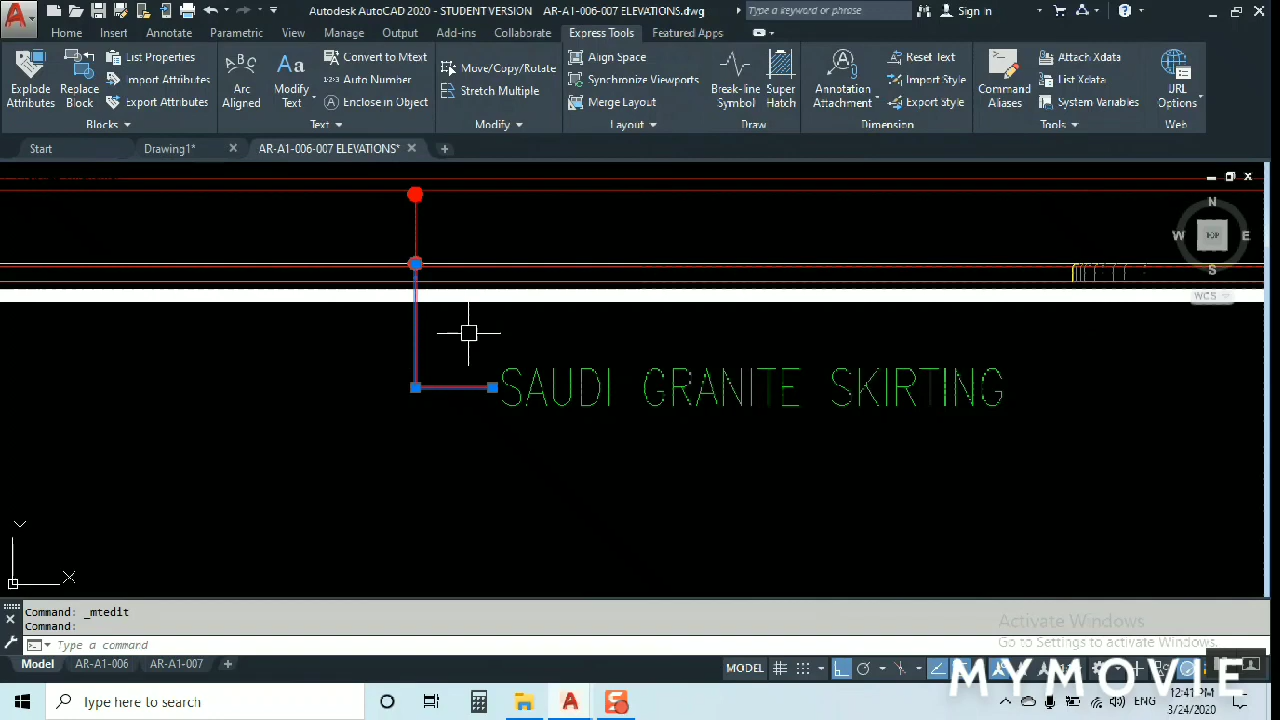 Autodesk AutoCAD 2020 - STUDENT VERSION AR-A1-006-007 ELEVATIONS.dwg
Type a keyword or phrase
Sign In
Home Insert Annotate Parametric View Manage Output Add-ins Collaborate Express Tools Featured Apps
Explode Attributes
Replace Block
List Properties
Import Attributes
Export Attributes
Blocks
Arc Aligned
Modify Text
Convert to Mtext
Auto Number
Enclose in Object
Text
Move/Copy/Rotate
Stretch Multiple
Modify
Align Space
Synchronize Viewports
Merge Layout
Layout
Break-line Symbol
Super Hatch
Draw
Annotation Attachment
Reset Text
Import Style
Export Style
Dimension
Command Aliases
Attach Xdata
List Xdata
System Variables
Tools
URL Options
Web
Start Drawing1* AR-A1-006-007 ELEVATIONS*
N
W TOP E
S
WCS
SAUDI GRANITE SKIRTING
Y
X
Command: _mtedit
Command:
Type a command
Activate Windows
Go to Settings to activate Windows.
Model AR-A1-006 AR-A1-007
MODEL
MYMOVIE
Type here to search
ENG
12:41 PM
3/24/2020